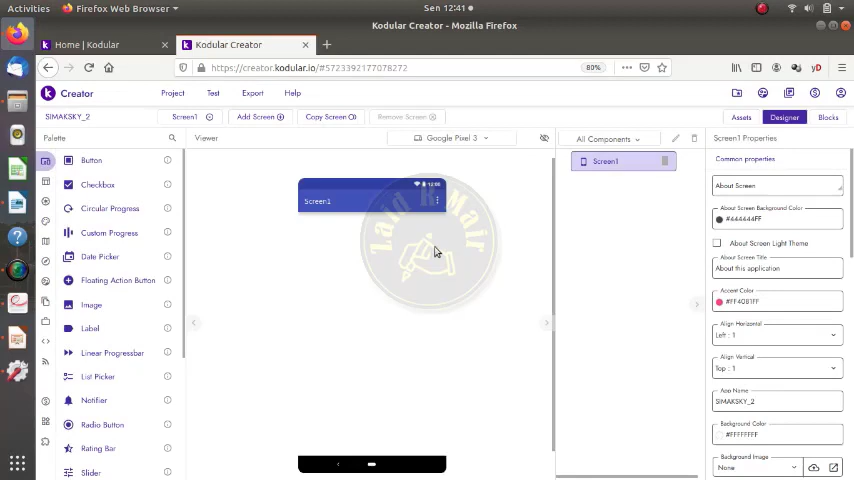 Activities
Firefox Web Browser
Sen 12:41
Kodular Creator - Mozilla Firefox
Home | Kodular
Kodular Creator
https://creator.kodular.io/#5723392177078272
80%
Creator
Project
Test
Export
Help
SIMAKSKY_2
Screen1
Add Screen
Copy Screen
Remove Screen
Assets
Designer
Blocks
Palette
Viewer
Google Pixel 3
All Components
Screen1 Properties
Button
Checkbox
Circular Progress
Custom Progress
Date Picker
Floating Action Button
Image
Label
Linear Progressbar
List Picker
Notifier
Radio Button
Rating Bar
Slider
12:00
Screen1
Zaid K Mair
Screen1
Common properties
About Screen
About Screen Background Color
#444444FF
About Screen Light Theme
About Screen Title
About this application
Accent Color
#FF4081FF
Align Horizontal
Left : 1
Align Vertical
Top : 1
App Name
SIMAKSKY_2
Background Color
#FFFFFFFF
Background Image
None